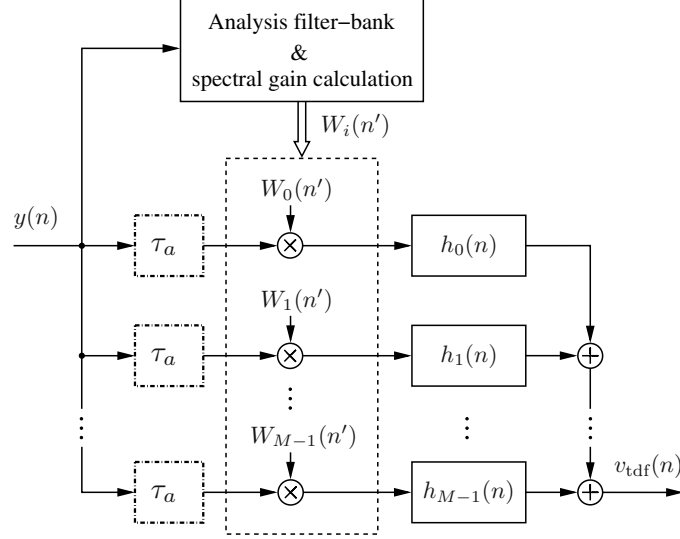 Analysis filter−bank
&
spectral gain calculation
W_i(n′)
W_0(n′)
y(n)
τ_a
h_0(n)
W_1(n′)
τ_a
h_1(n)
W_{M−1}(n′)
v_tdf(n)
τ_a
h_{M−1}(n)